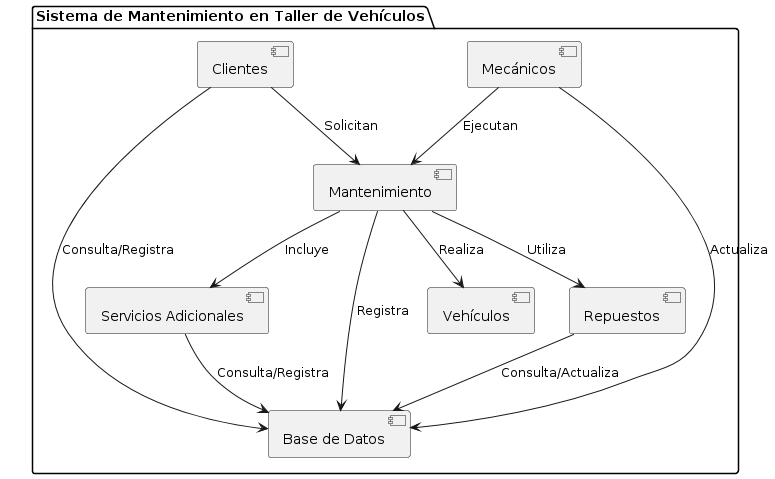 Sistema de Mantenimiento en Taller de Vehículos
Clientes
Mecánicos
Solicitan
Ejecutan
Mantenimiento
Consulta/Registra
Incluye
Realiza
Utiliza
Actualiza
Servicios Adicionales
Registra
Vehículos
Repuestos
Consulta/Registra
Consulta/Actualiza
Base de Datos